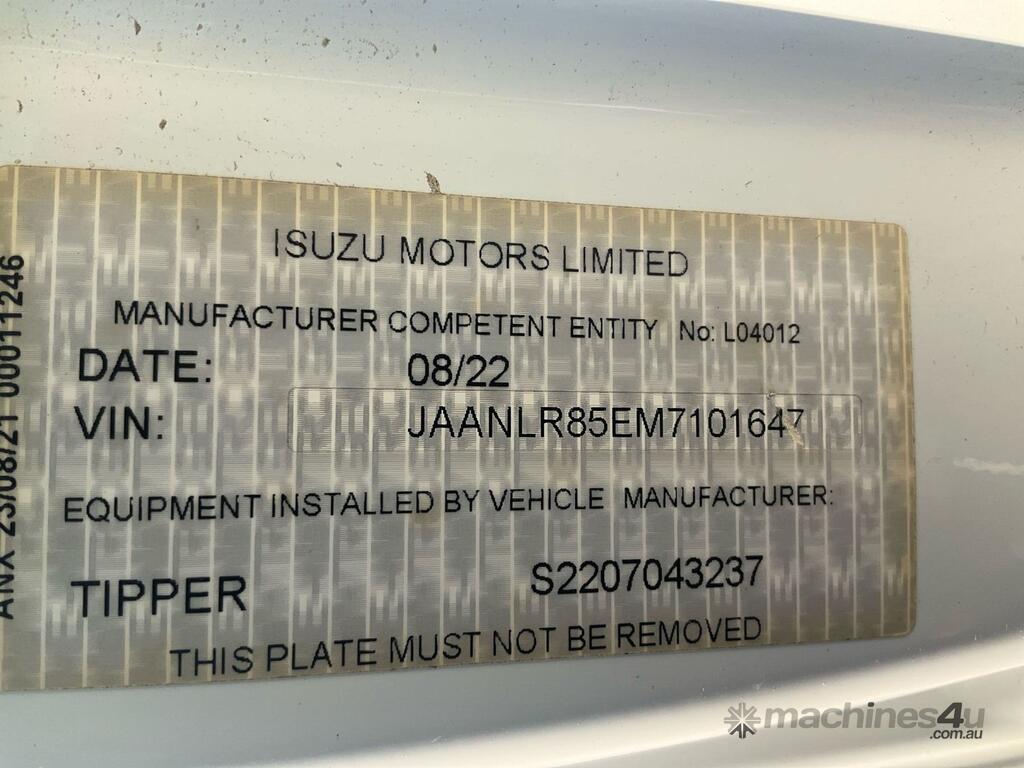 ISUZU MOTORS LIMITED
MANUFACTURER COMPETENT ENTITY No: L04012
DATE: 08/22
VIN: JAANLR85EM7101647
EQUIPMENT INSTALLED BY VEHICLE MANUFACTURER:
TIPPER S2207043237
THIS PLATE MUST NOT BE REMOVED
ANX 23/08/21 00011246
machines4u
.com.au